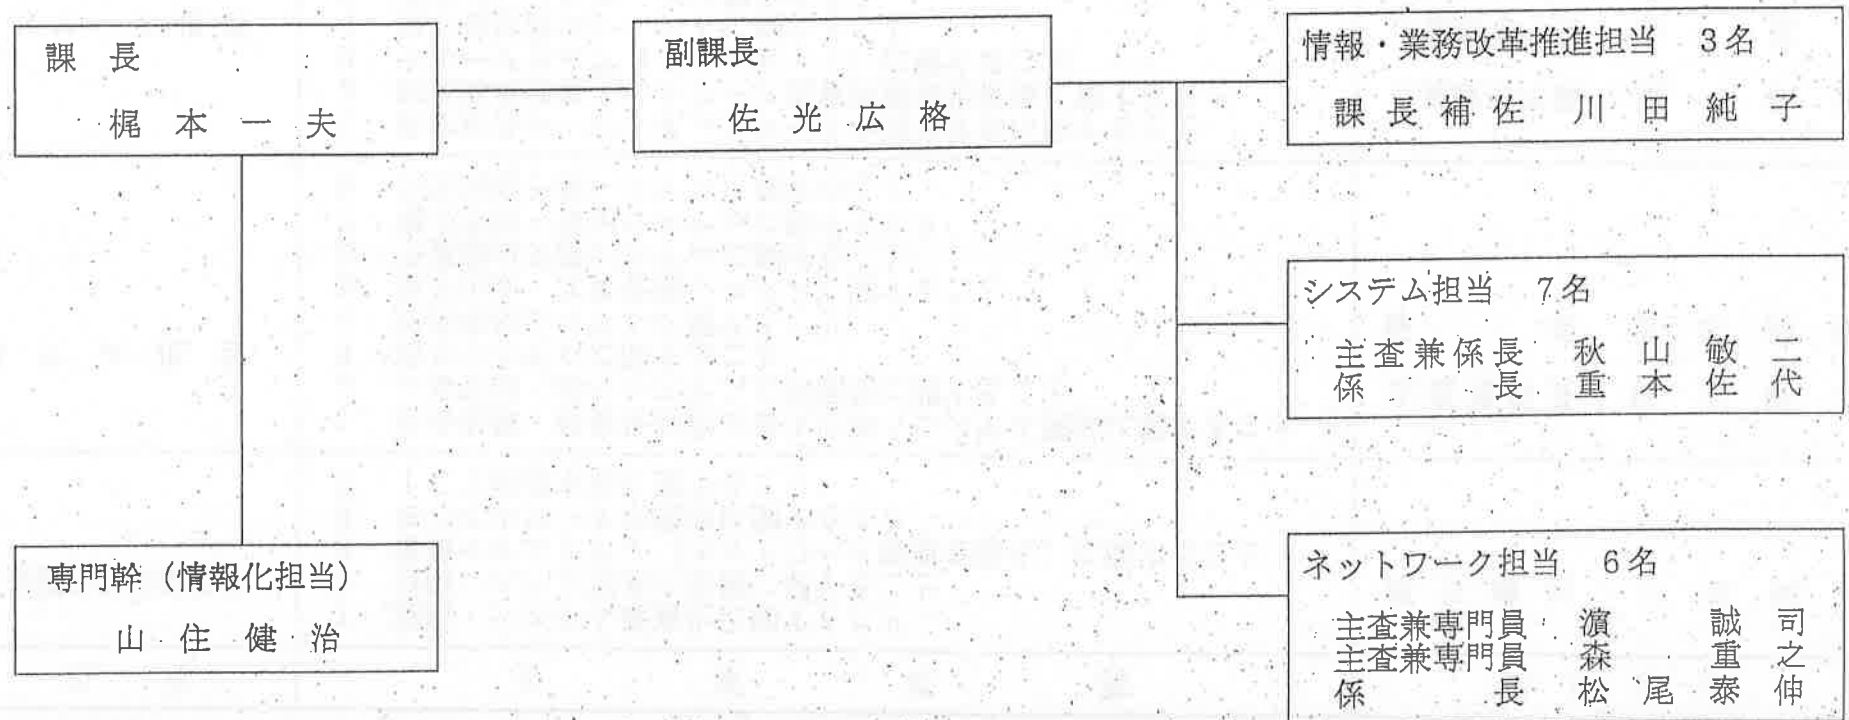 課長
梶本一夫
副課長
佐光広格
情報・業務改革推進担当 3名
課長補佐 川田純子
システム担当 7名
主査兼係長 秋山敏二
係長 重本佐代
専門幹(情報化担当)
山住健治
ネットワーク担当 6名
主査兼専門員 濵誠司
主査兼専門員 森重之
係長 松尾泰伸